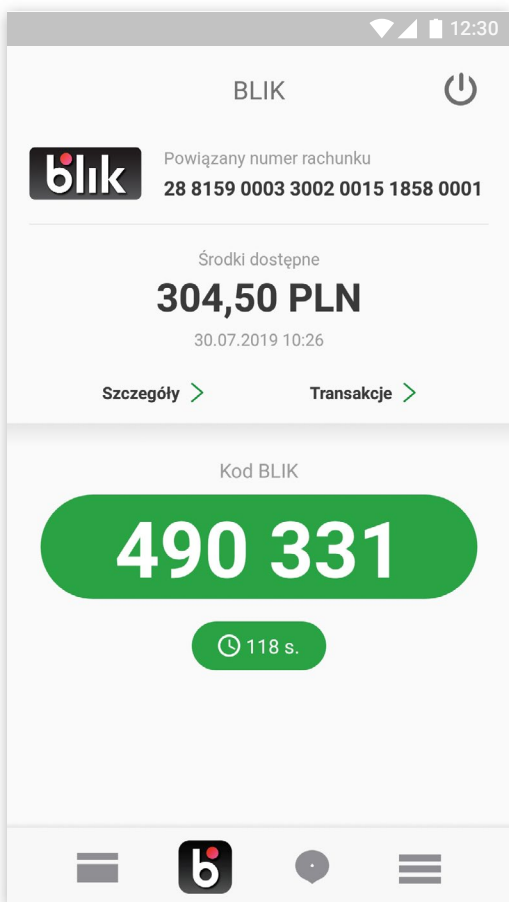 12:30
BLIK
blik
Powiązany numer rachunku
28 8159 0003 3002 0015 1858 0001
Środki dostępne
304,50 PLN
30.07.2019 10:26
Szczegóły Transakcje
Kod BLIK
490 331
118 s.
b